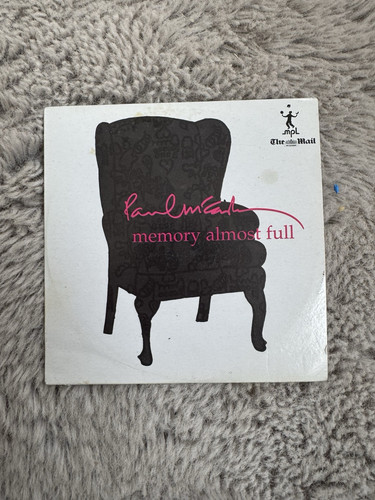 mpl
The Mail
Paul McCartney
memory almost full